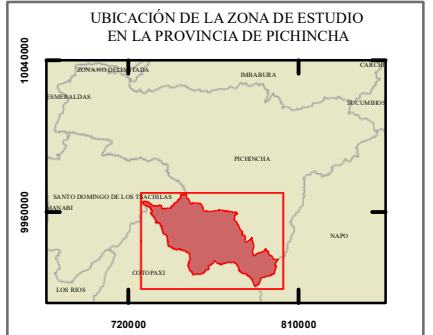 UBICACIÓN DE LA ZONA DE ESTUDIO
EN LA PROVINCIA DE PICHINCHA
10040000
CARCHI
ZONA NO DELIMITADA
IMBABURA
ESMERALDAS
SUCUMBIOS
PICHINCHA
SANTO DOMINGO DE LOS TSACHILAS
MANABI
9960000
NAPO
COTOPAXI
LOS RIOS
720000
810000